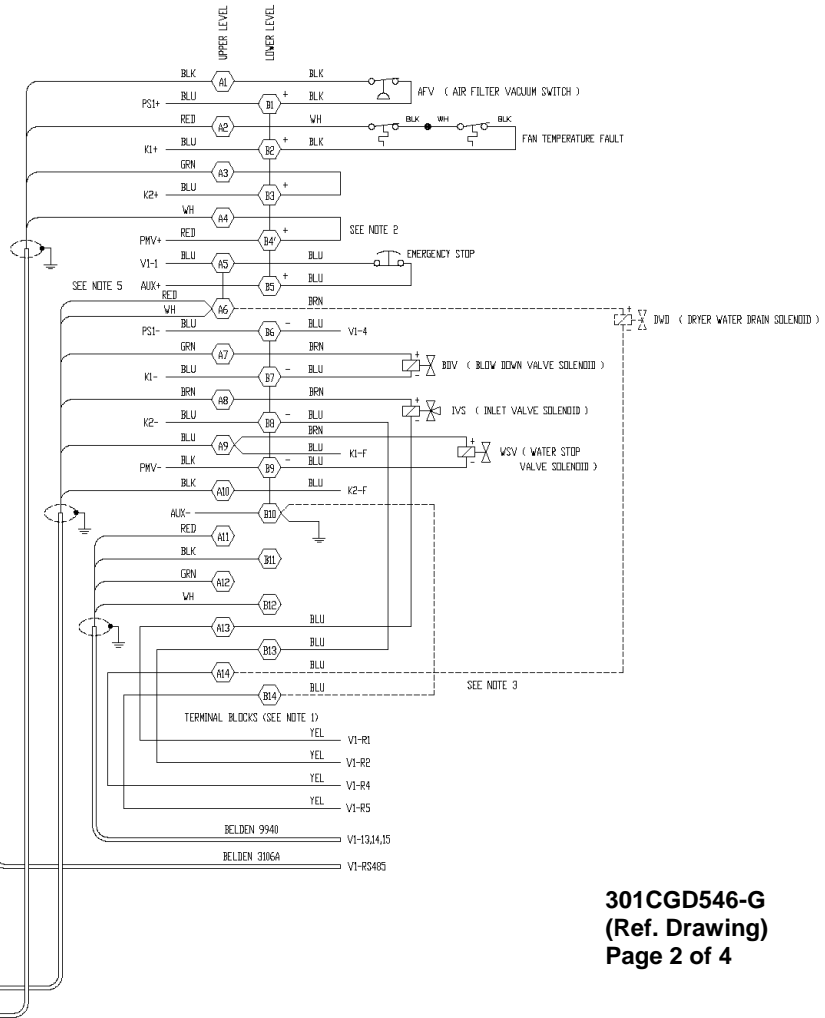 UPPER LEVEL
LOWER LEVEL
BLK A1 BLK
AFV ( AIR FILTER VACUUM SWITCH )
PS1+ BLU B1 + BLK
RED A2 WH BLK WH BLK
FAN TEMPERATURE FAULT
K1+ BLU B2 + BLK
GRN A3
K2+ BLU B3 +
WH A4
SEE NOTE 2
PMV+ RED B4' +
V1-1 BLU A5 BLU EMERGENCY STOP
SEE NOTE 5 AUX+ B5 + BLU
RED
WH A6 BRN
+ - DWD ( DRYER WATER DRAIN SOLENOID )
PS1- BLU B6 - BLU V1-4
GRN A7 BRN
+ - BDV ( BLOW DOWN VALVE SOLENOID )
K1- BLU B7 - BLU
BRN A8 BRN
+ - IVS ( INLET VALVE SOLENOID )
K2- BLU B8 - BLU
BRN
BLU A9 BLU K1-F
+ - WSV ( WATER STOP
VALVE SOLENOID )
PMV- BLK B9 - BLU
BLK A10 BLU K2-F
AUX- B10
RED A11
BLK B11
GRN A12
WH B12
A13 BLU
B13 BLU
A14 BLU
SEE NOTE 3
B14 BLU
TERMINAL BLOCKS (SEE NOTE 1)
YEL V1-R1
YEL V1-R2
YEL V1-R4
YEL V1-R5
BELDEN 9940 V1-13,14,15
BELDEN 3106A V1-RS485
301CGD546-G
(Ref. Drawing)
Page 2 of 4